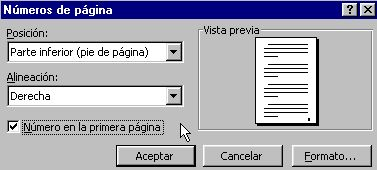 Números de página
Posición:
Parte inferior (pie de página)
Alineación:
Derecha
Número en la primera página
Vista previa
Aceptar
Cancelar
Formato...